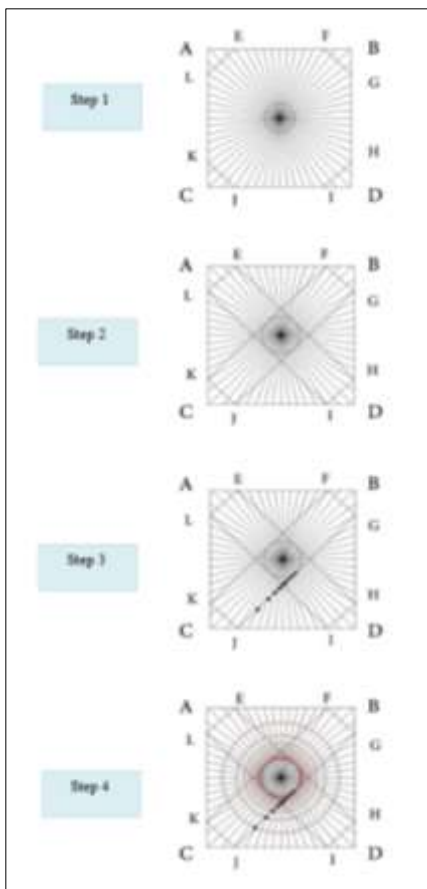 E F
A B
L G
Step 1
K H
C J I D
E F
A B
L G
Step 2
K H
C J I D
E F
A B
L G
Step 3
K H
C J I D
E F
A B
L G
Step 4
K H
C J I D